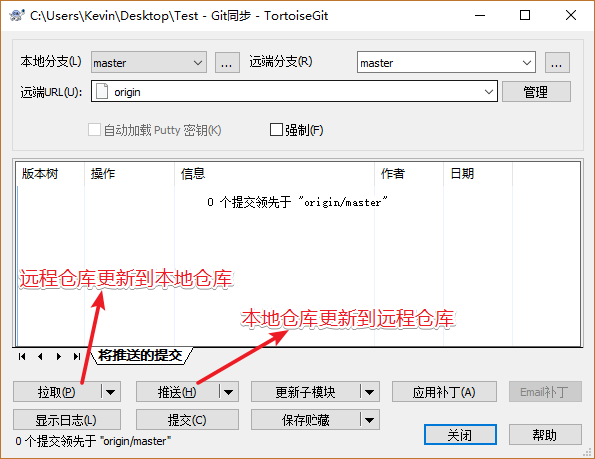 C:\Users\Kevin\Desktop\Test - Git同步 - TortoiseGit
本地分支(L) master ... 远端分支(R) master ...
远端URL(U): origin 管理
自动加载 Putty 密钥(K) 强制(F)
版本树 操作 信息 作者 日期
0 个提交领先于 "origin/master"
远程仓库更新到本地仓库
本地仓库更新到远程仓库
将推送的提交
拉取(P) 推送(H) 更新子模块 应用补丁(A) Email补丁
显示日志(L) 提交(C) 保存贮藏
关闭 帮助
0 个提交领先于 "origin/master"